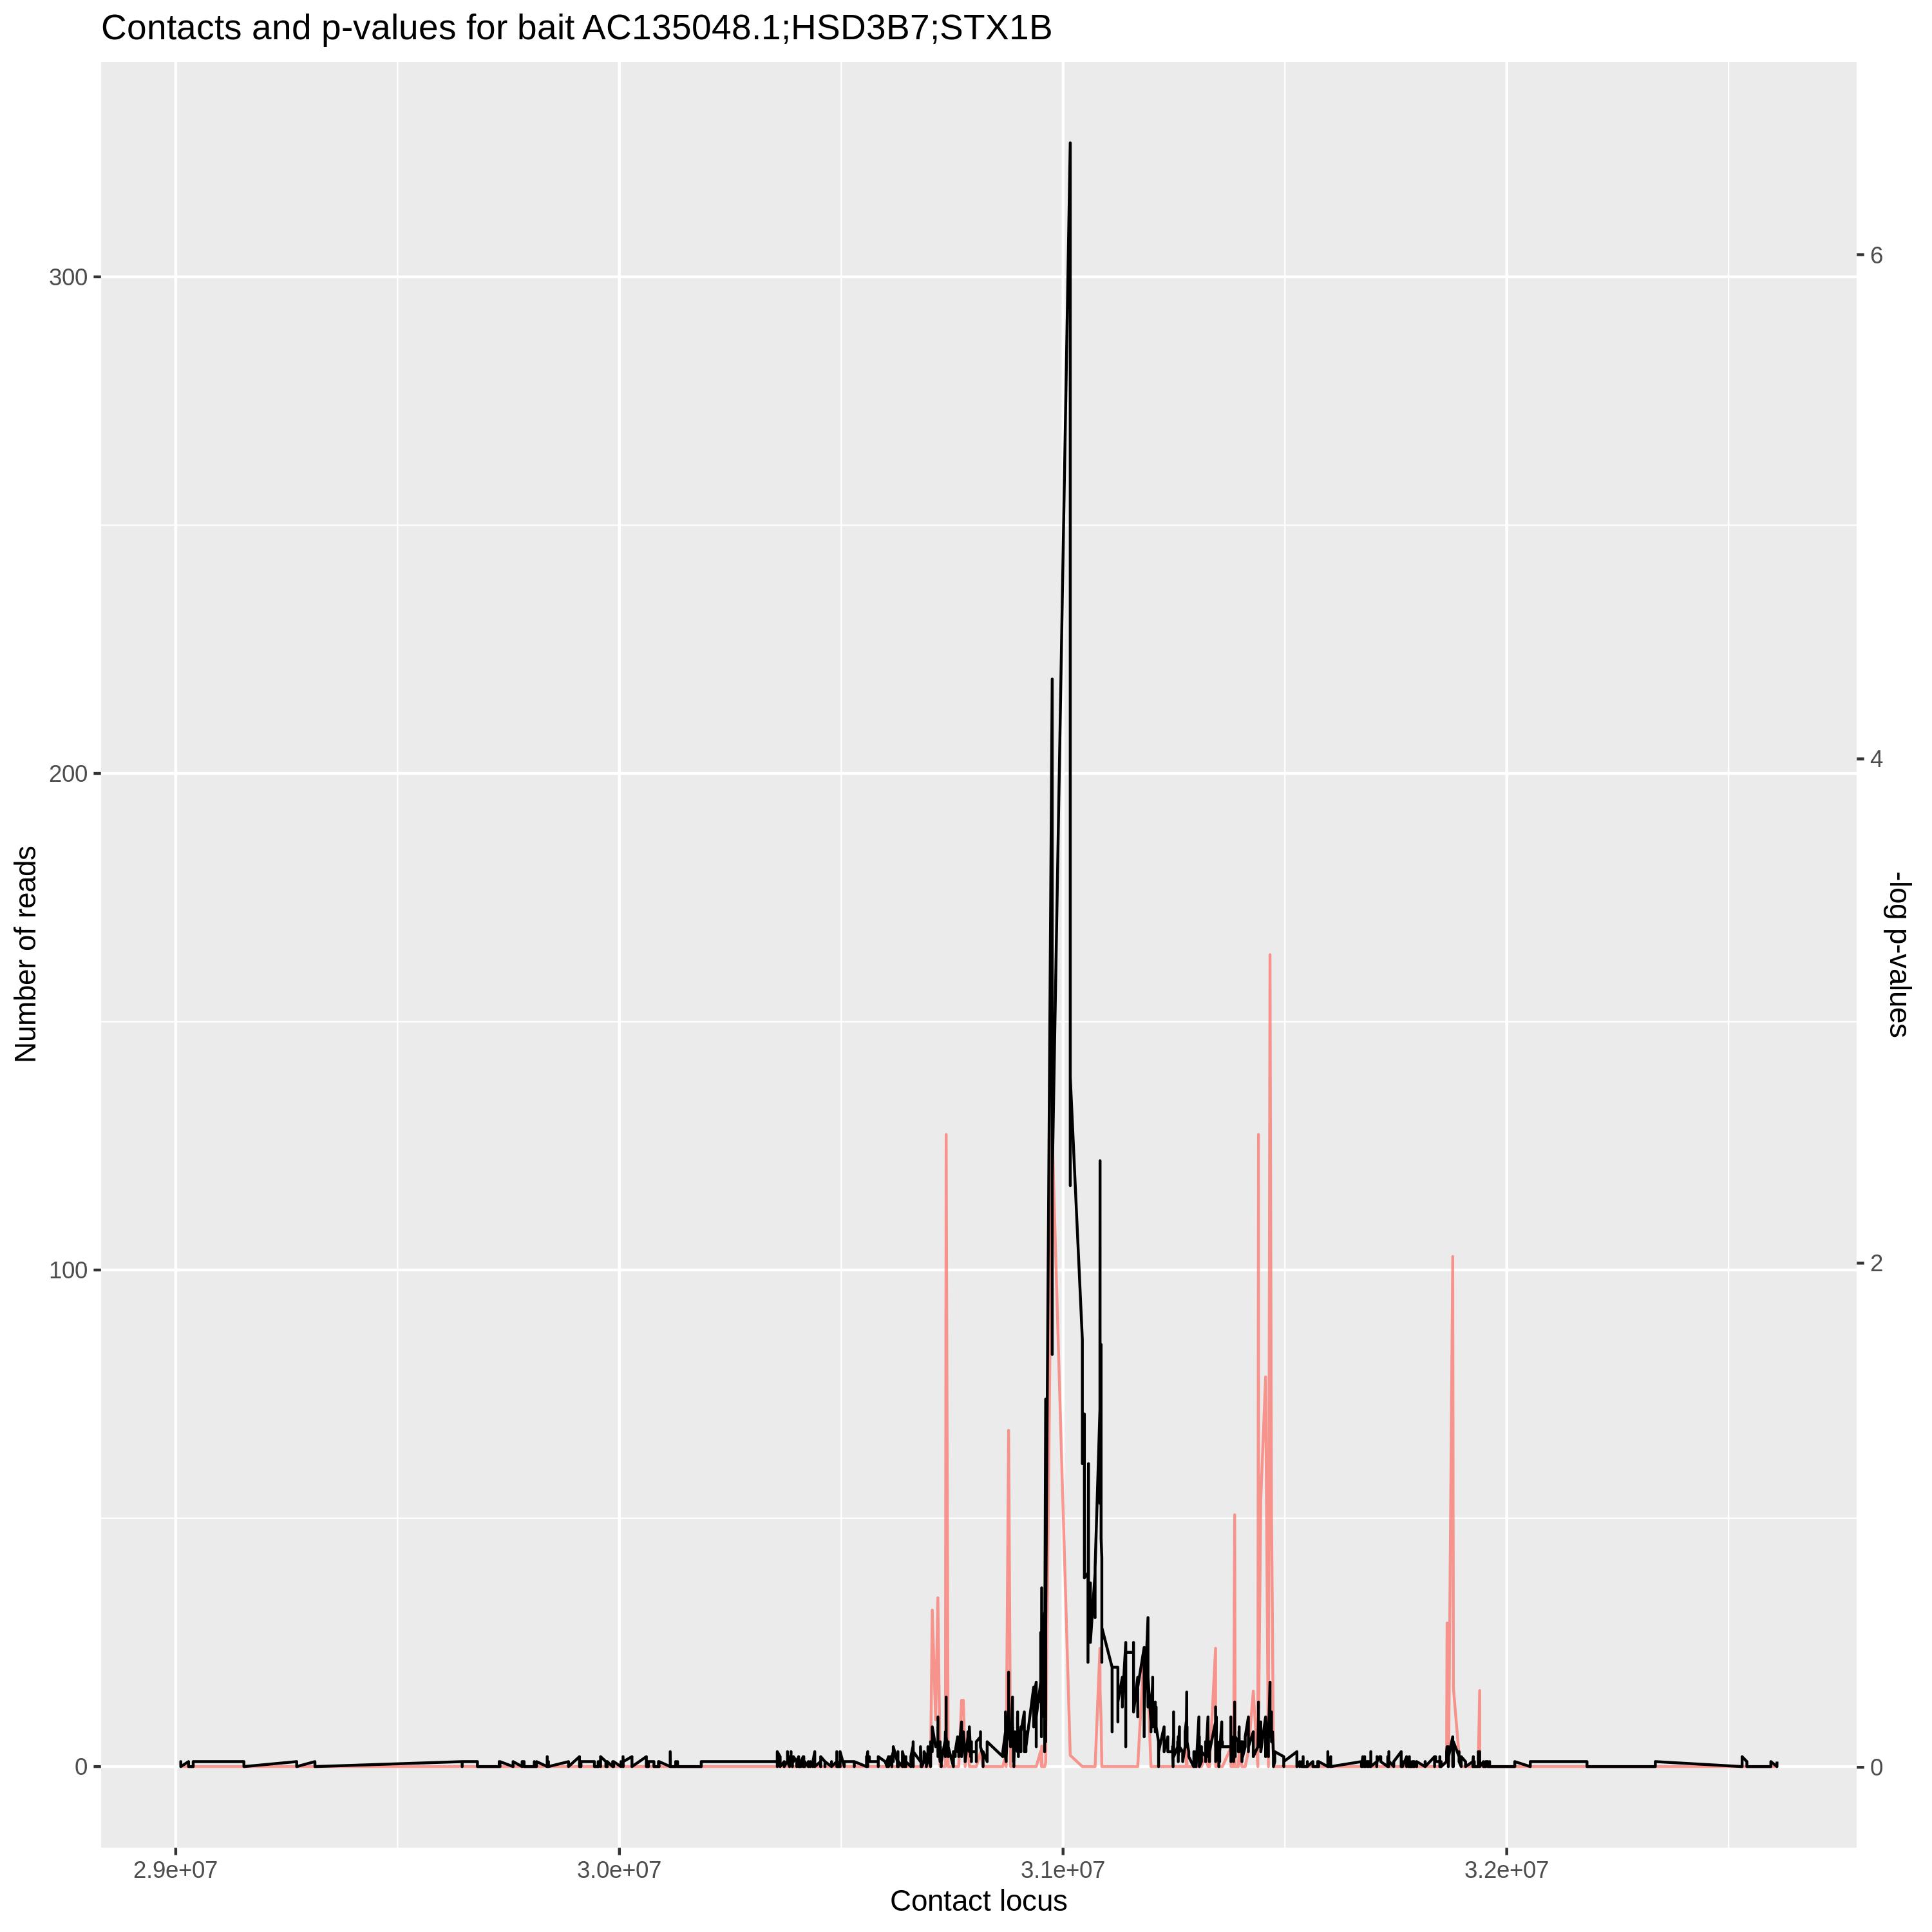 Contacts and p-values for bait AC135048.1;HSD3B7;STX1B
300
200
100
0
Number of reads
6
4
2
0
-log p-values
2.9e+07
3.0e+07
3.1e+07
3.2e+07
Contact locus